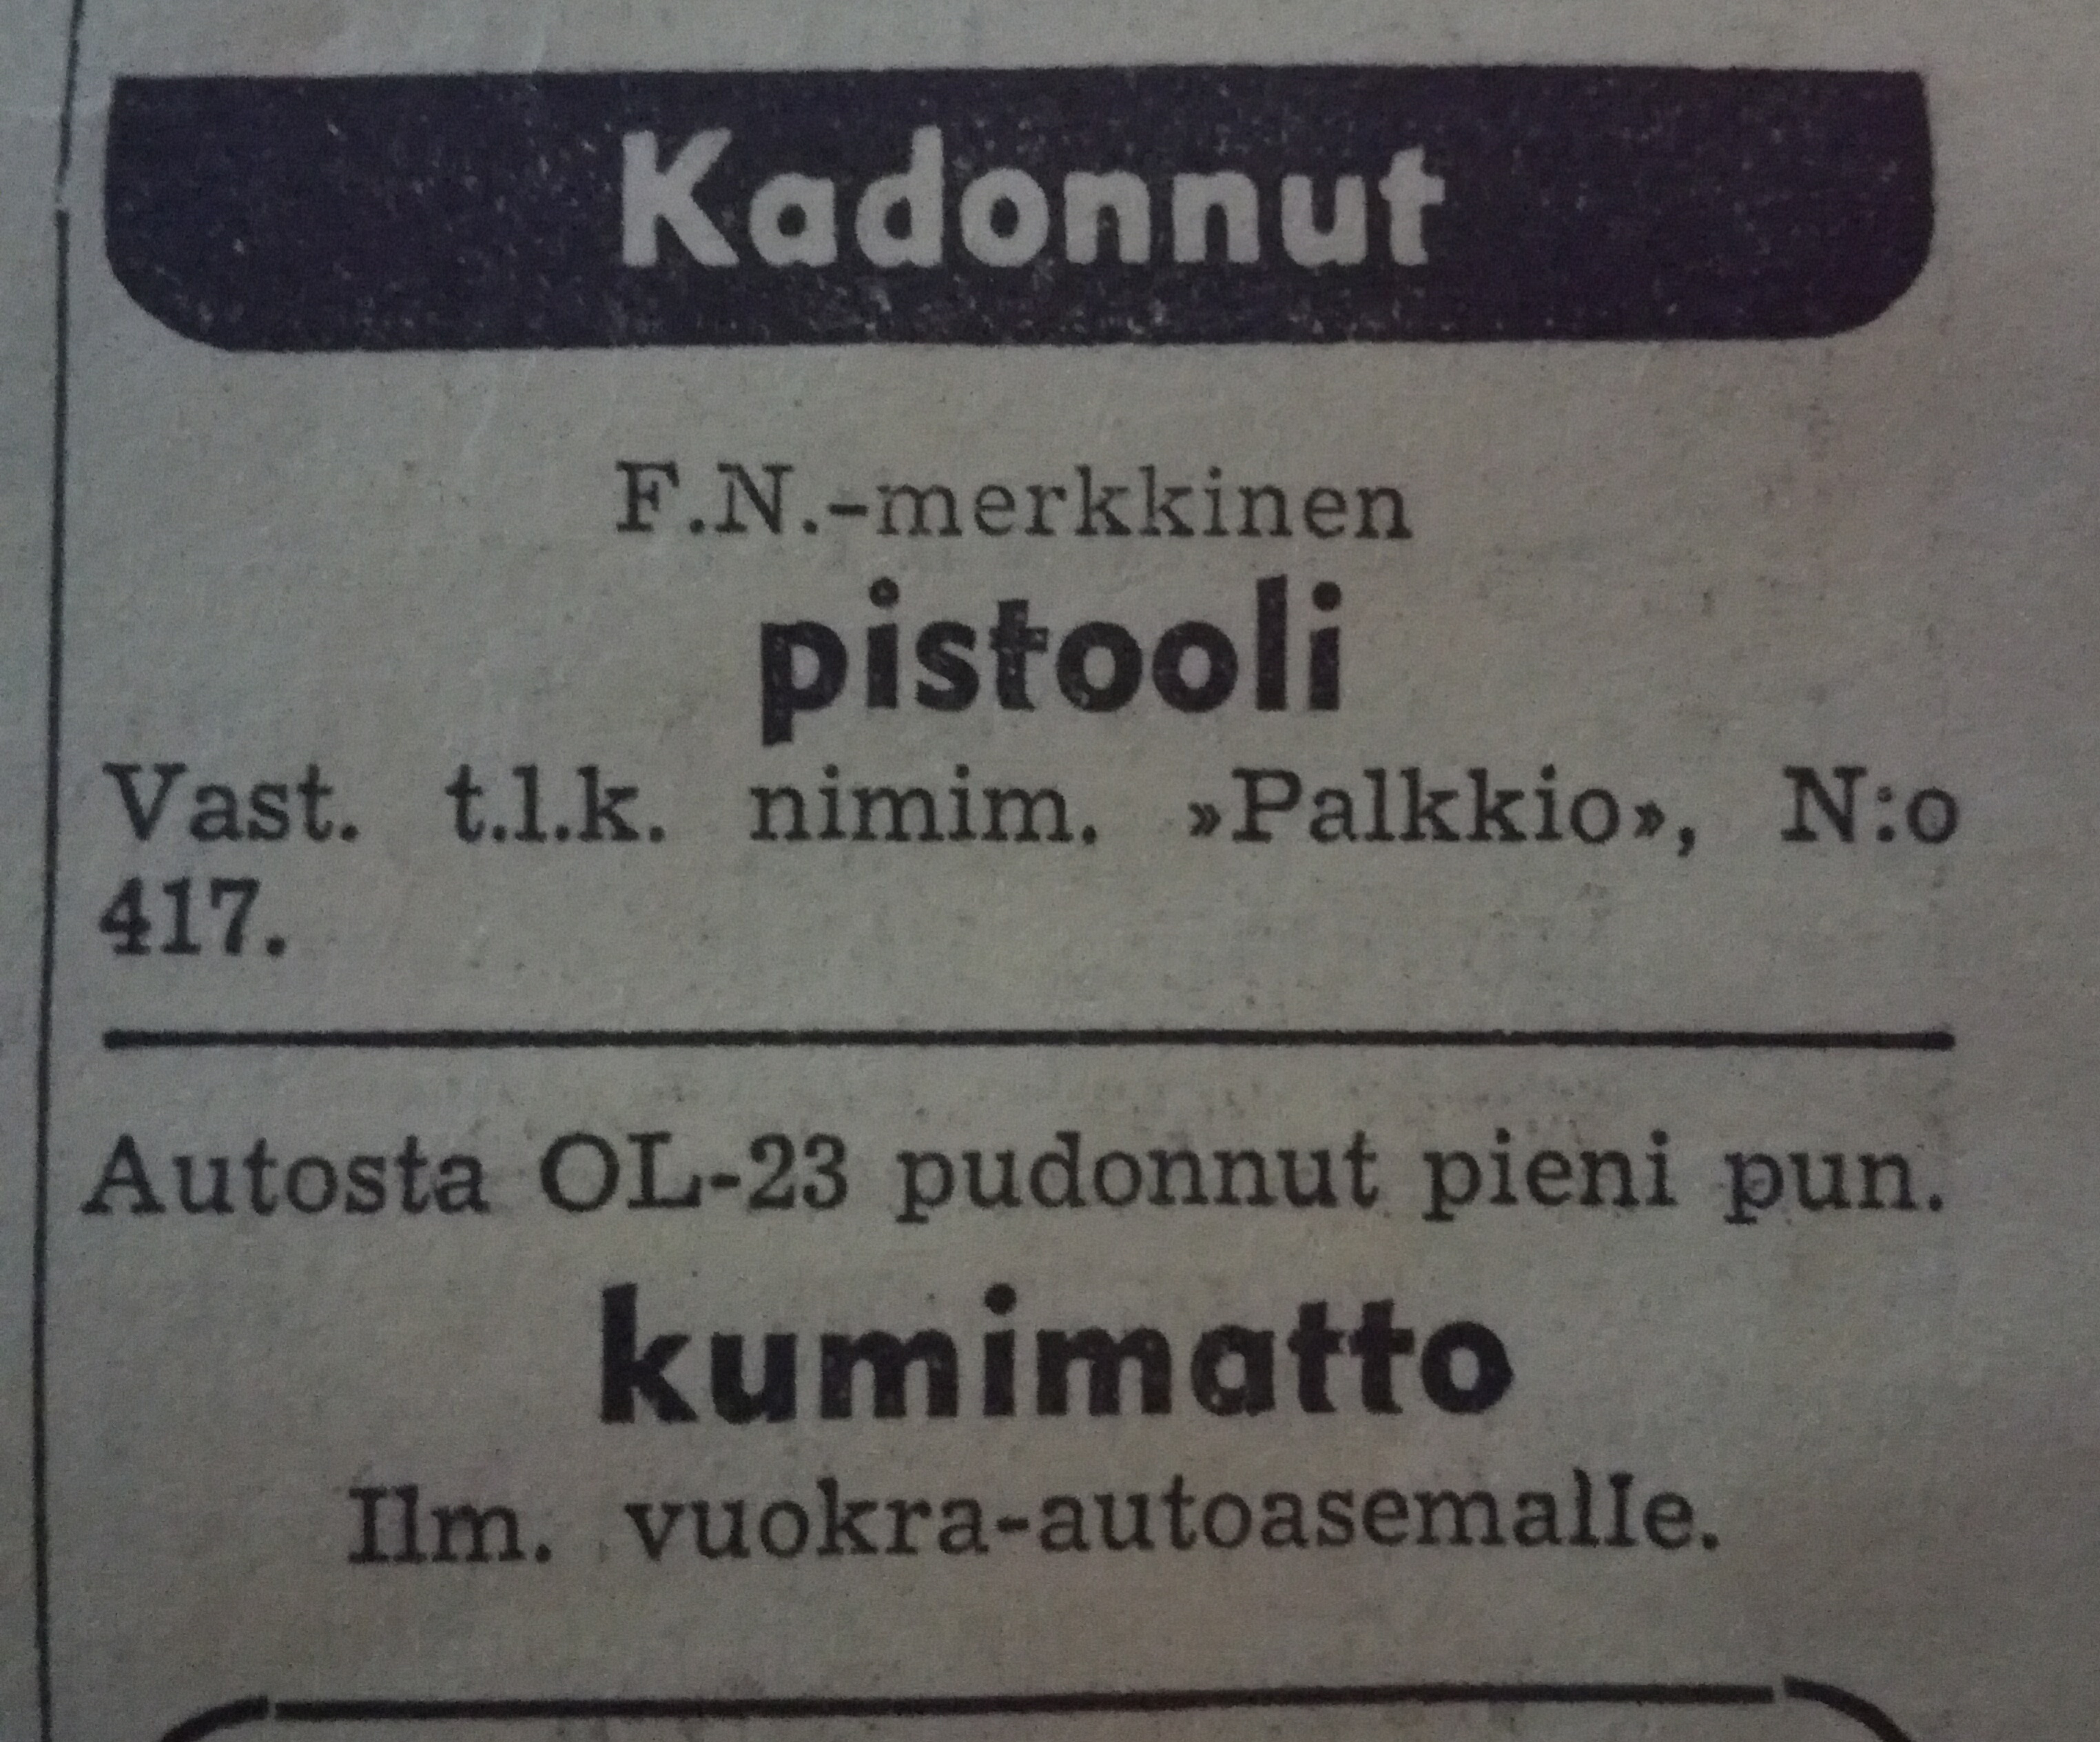 Kadonnut
F.N.-merkkinen
pistooli
Vast. t.l.k. nimim. »Palkkio», N:o
417.
Autosta OL-23 pudonnut pieni pun.
kumimatto
Ilm. vuokra-autoasemalle.